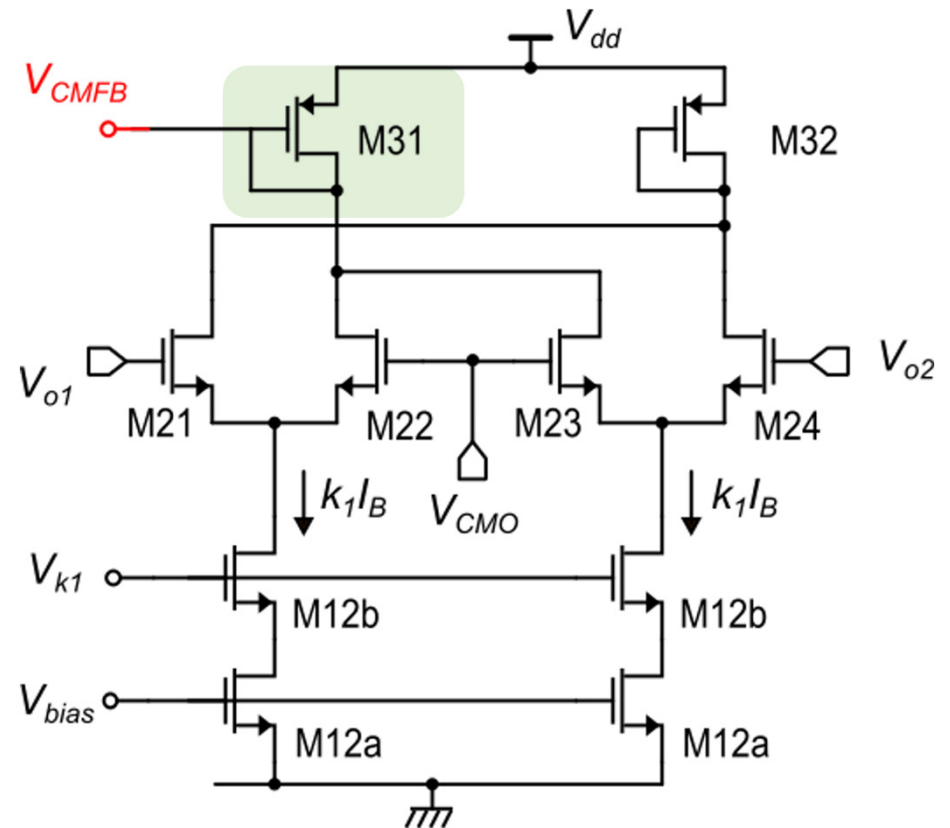 Vdd
VCMFB
M31
M32
Vo1
Vo2
M21
M22
M23
M24
k1IB
VCMO
k1IB
Vk1
M12b
M12b
Vbias
M12a
M12a